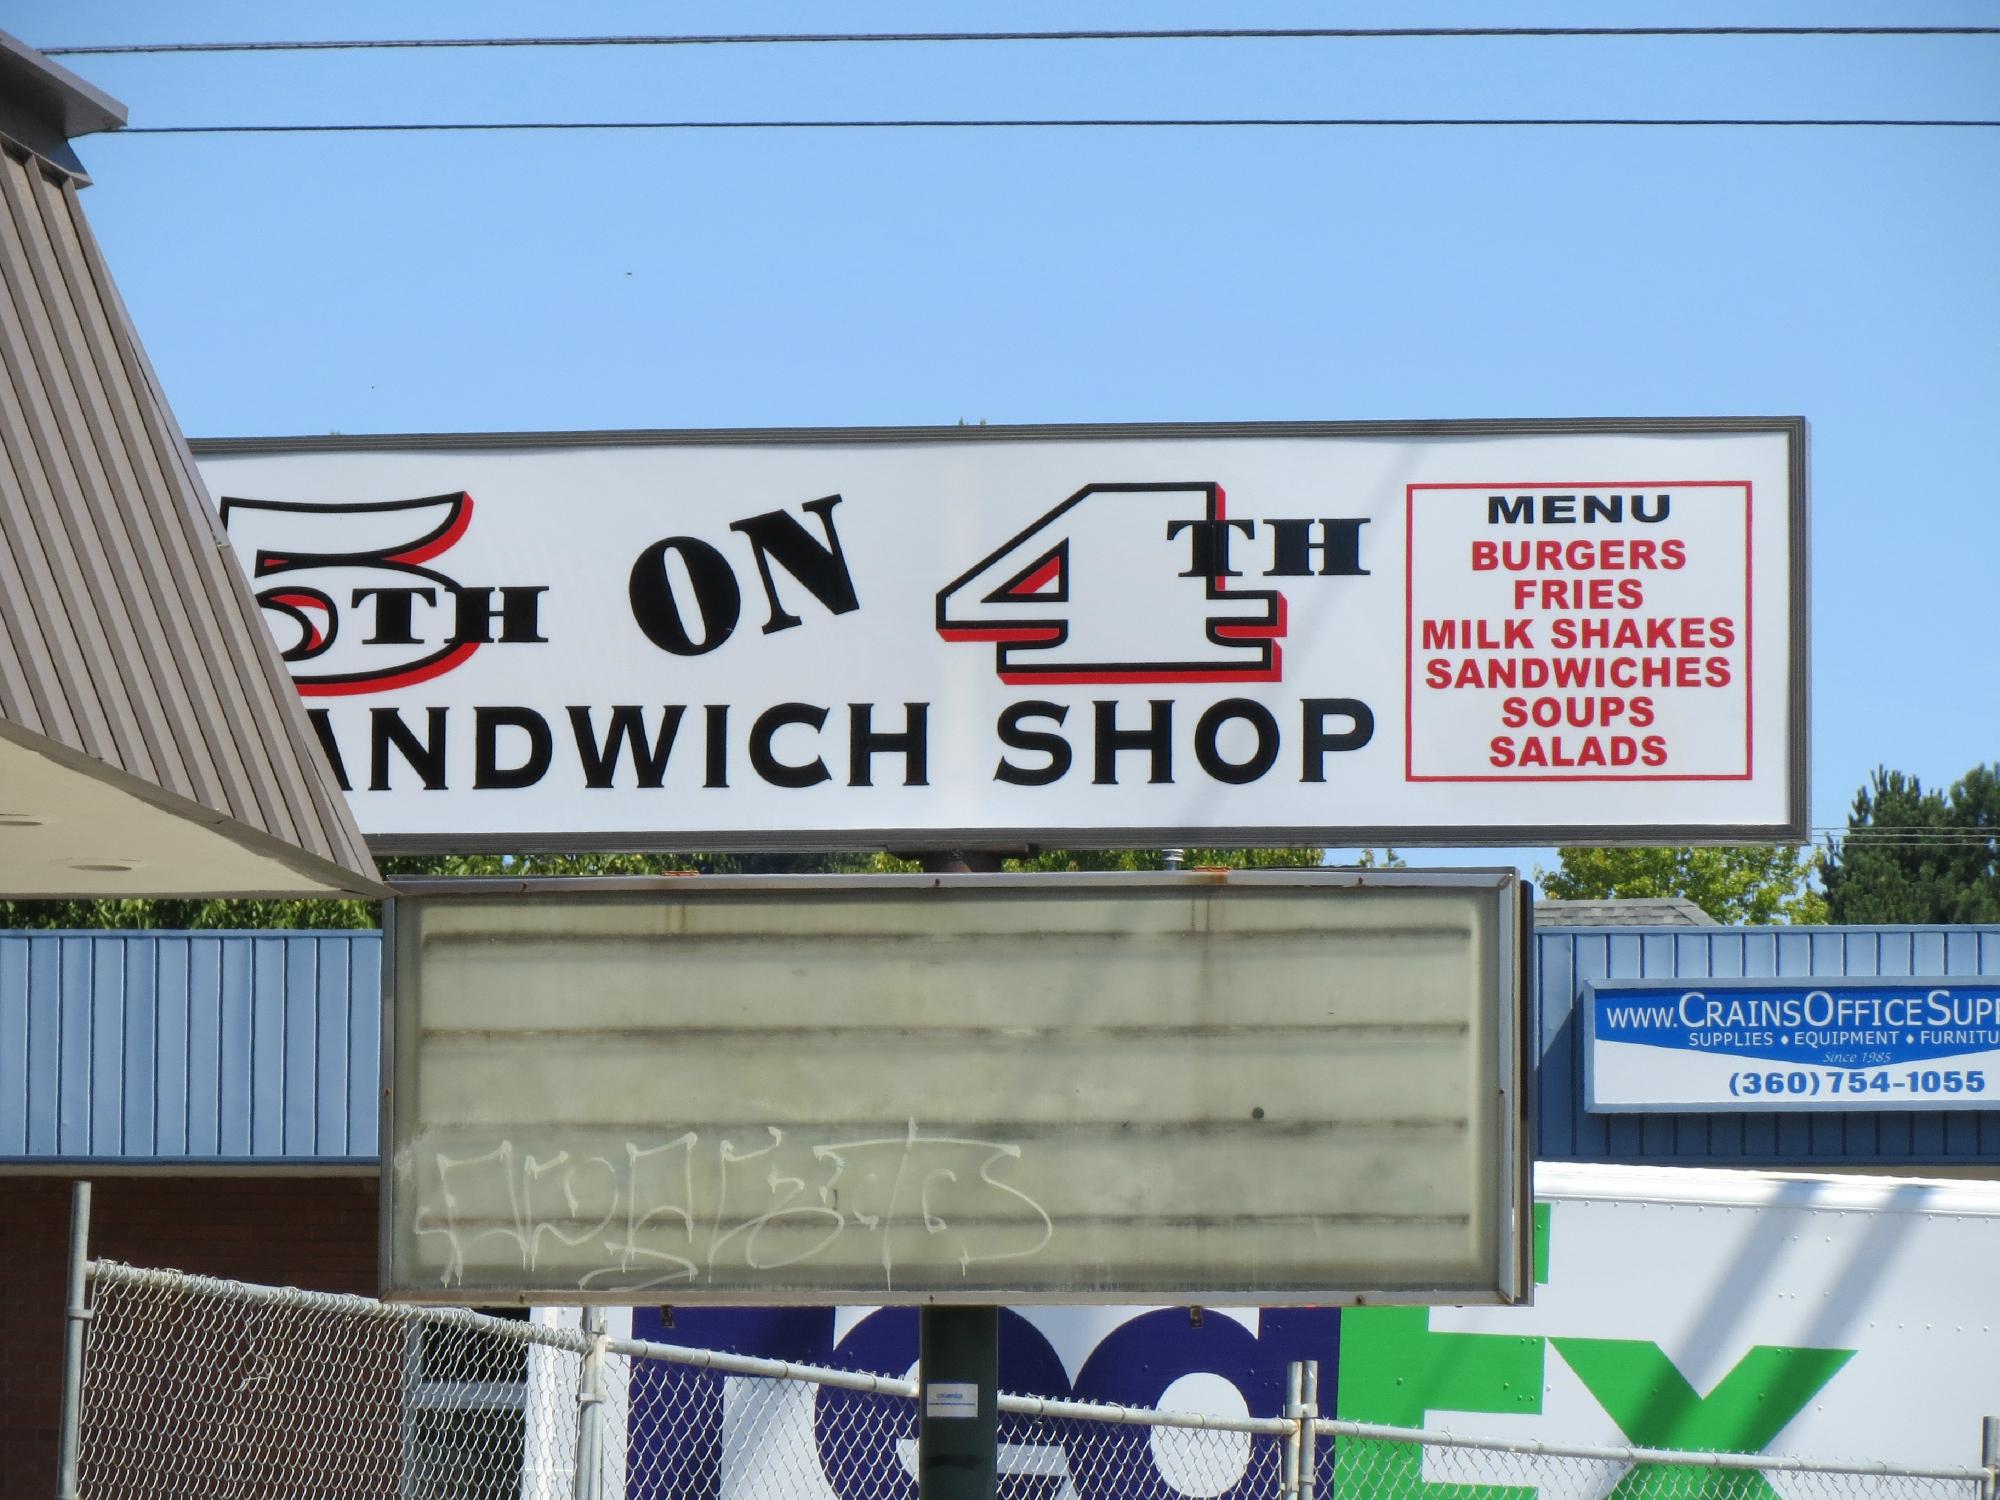 5TH ON 4TH
ANDWICH SHOP
MENU
BURGERS
FRIES
MILK SHAKES
SANDWICHES
SOUPS
SALADS
WWW.CRAINSOFFICESUPP
SUPPLIES ♦ EQUIPMENT ♦ FURNITU
Since 1985
(360) 754-1055
FedEx